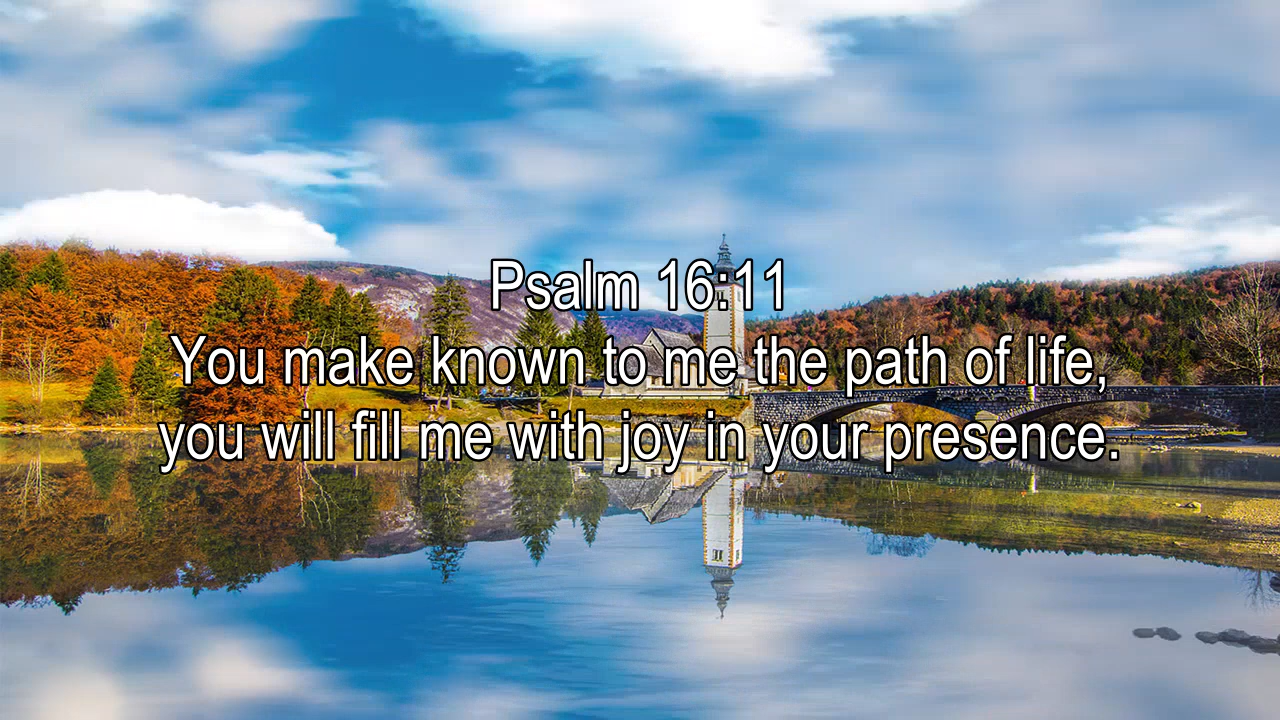 Psalm 16:11
You make known to me the path of life,
you will fill me with joy in your presence.